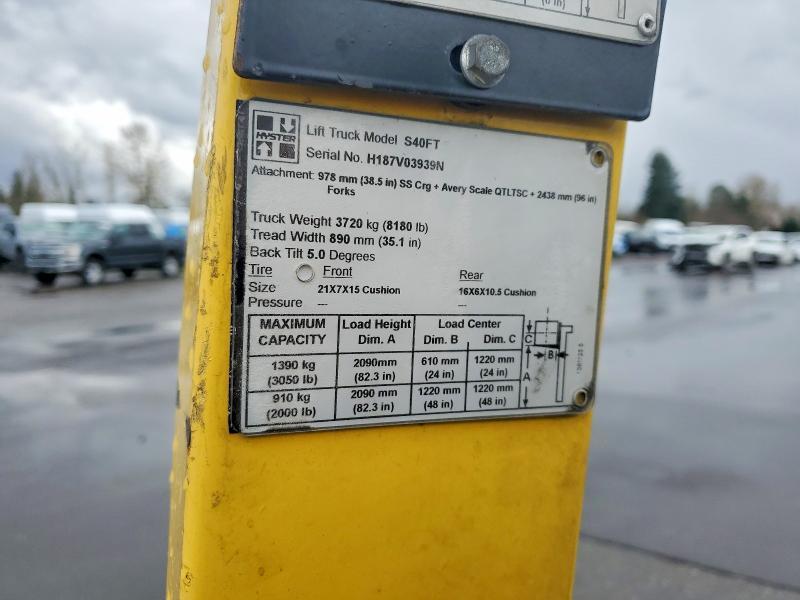 HYSTER
Lift Truck Model S40FT
Serial No. H187V03939N
Attachment: 978 mm (38.5 in) SS Crg + Avery Scale QTLTSC + 2438 mm (96 in)
Forks
Truck Weight 3720 kg (8180 lb)
Tread Width 890 mm (35.1 in)
Back Tilt 5.0 Degrees
Tire Front Rear
Size 21X7X15 Cushion 16X6X10.5 Cushion
Pressure --- ---
MAXIMUM CAPACITY Load Height Dim. A Load Center Dim. B Dim. C
1390 kg 2090mm 610 mm 1220 mm
(3050 lb) (82.3 in) (24 in) (24 in)
910 kg 2090 mm 1220 mm 1220 mm
(2000 lb) (82.3 in) (48 in) (48 in)
C
B
A